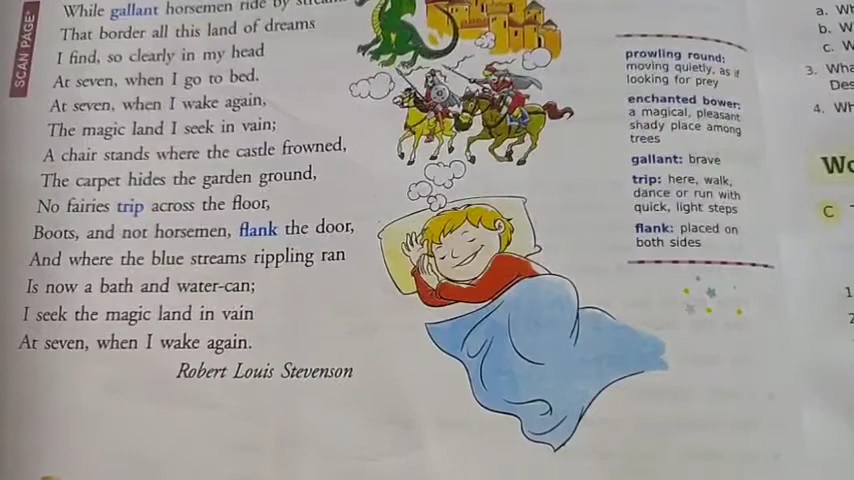 SCAN PAGE
While gallant horsemen ride by
That border all this land of dreams
I find, so clearly in my head
At seven, when I go to bed.
At seven, when I wake again,
The magic land I seek in vain;
A chair stands where the castle frowned,
The carpet hides the garden ground,
No fairies trip across the floor,
Boots, and not horsemen, flank the door,
And where the blue streams rippling ran
Is now a bath and water-can;
I seek the magic land in vain
At seven, when I wake again.
Robert Louis Stevenson
prowling round:
moving quietly, as if
looking for prey
enchanted bower:
a magical, pleasant
shady place among
trees
gallant: brave
trip: here, walk,
dance or run with
quick, light steps
flank: placed on
both sides
a.
b.
c.
3.
4.
C
1
2